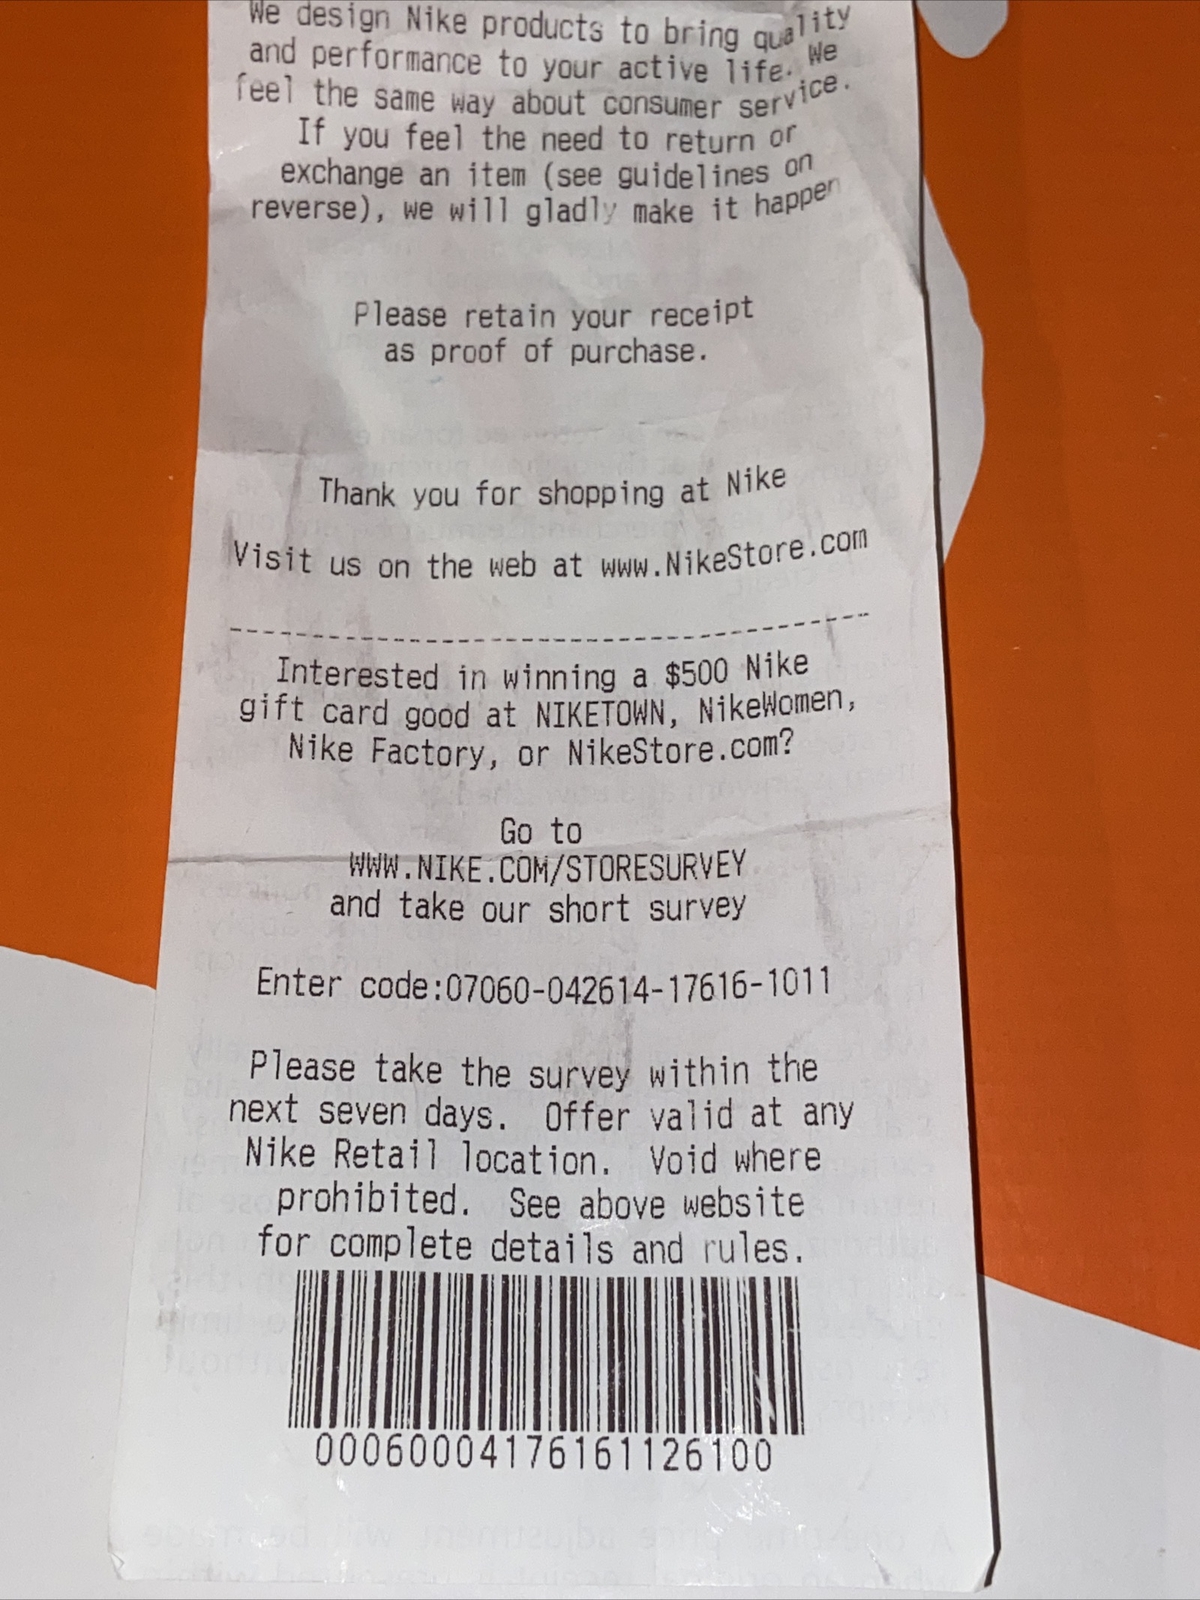 We design Nike products to bring quality
and performance to your active life. We
feel the same way about consumer service.
If you feel the need to return or
exchange an item (see guidelines on
reverse), we will gladly make it happen
Please retain your receipt
as proof of purchase.
Thank you for shopping at Nike
Visit us on the web at www.NikeStore.com
----------------------------------------
Interested in winning a $500 Nike
gift card good at NIKETOWN, NikeWomen,
Nike Factory, or NikeStore.com?
Go to
WWW.NIKE.COM/STORESURVEY
and take our short survey
Enter code:07060-042614-17616-1011
Please take the survey within the
next seven days. Offer valid at any
Nike Retail location. Void where
prohibited. See above website
for complete details and rules.
00060004176161126100